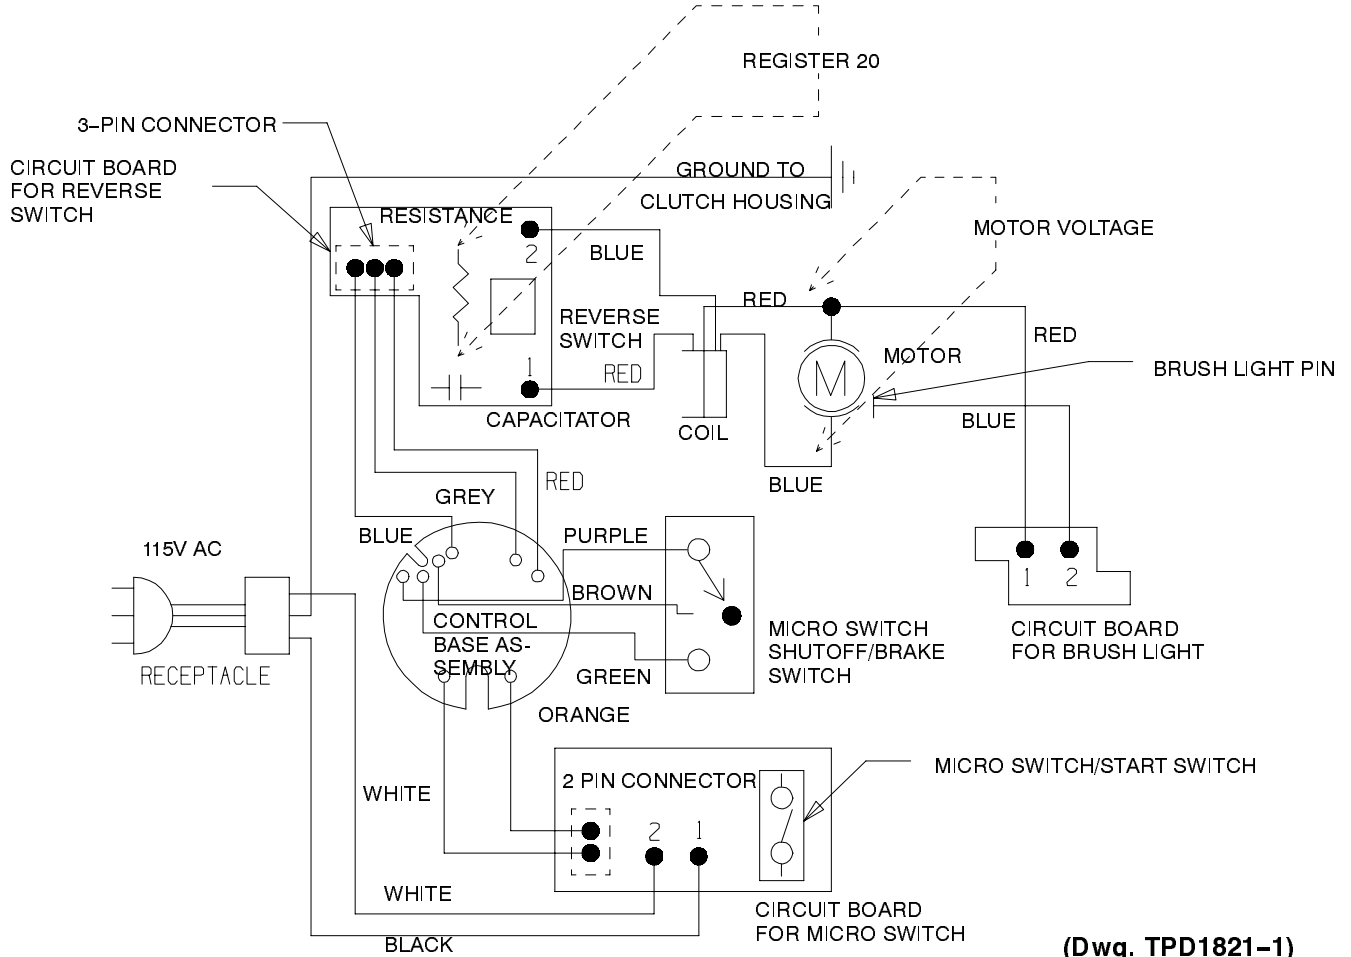 REGISTER 20
3-PIN CONNECTOR
CIRCUIT BOARD
FOR REVERSE
SWITCH
GROUND TO
CLUTCH HOUSING
RESISTANCE
MOTOR VOLTAGE
2
BLUE
RED
REVERSE
SWITCH
RED
1
RED
M
MOTOR
BRUSH LIGHT PIN
CAPACITATOR
COIL
BLUE
BLUE
RED
GREY
BLUE
PURPLE
115V AC
1 2
BROWN
CONTROL
BASE AS-
SEMBLY
MICRO SWITCH
SHUTOFF/BRAKE
SWITCH
CIRCUIT BOARD
FOR BRUSH LIGHT
RECEPTACLE
GREEN
ORANGE
2 PIN CONNECTOR
MICRO SWITCH/START SWITCH
WHITE
2 1
WHITE
CIRCUIT BOARD
FOR MICRO SWITCH
BLACK
(Dwg. TPD1821-1)